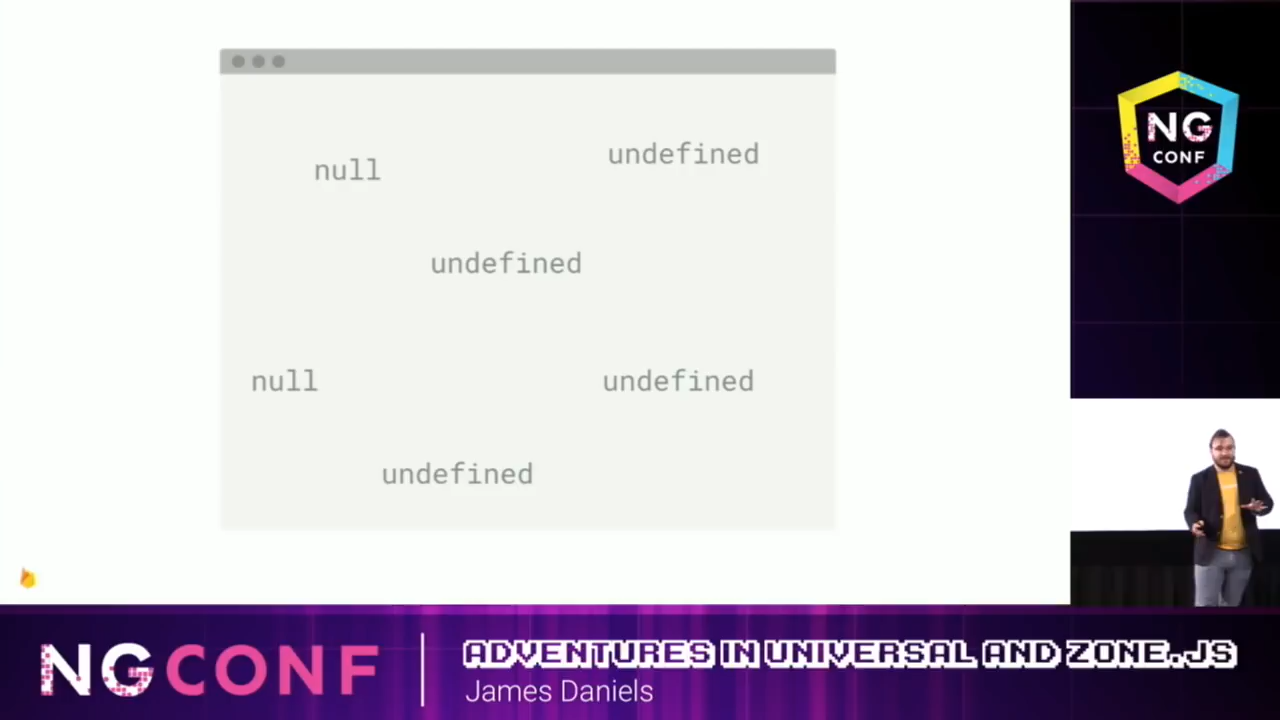 null
undefined
undefined
null
undefined
undefined
NG
CONF
NGCONF
ADVENTURES IN UNIVERSAL AND ZONE.JS
James Daniels